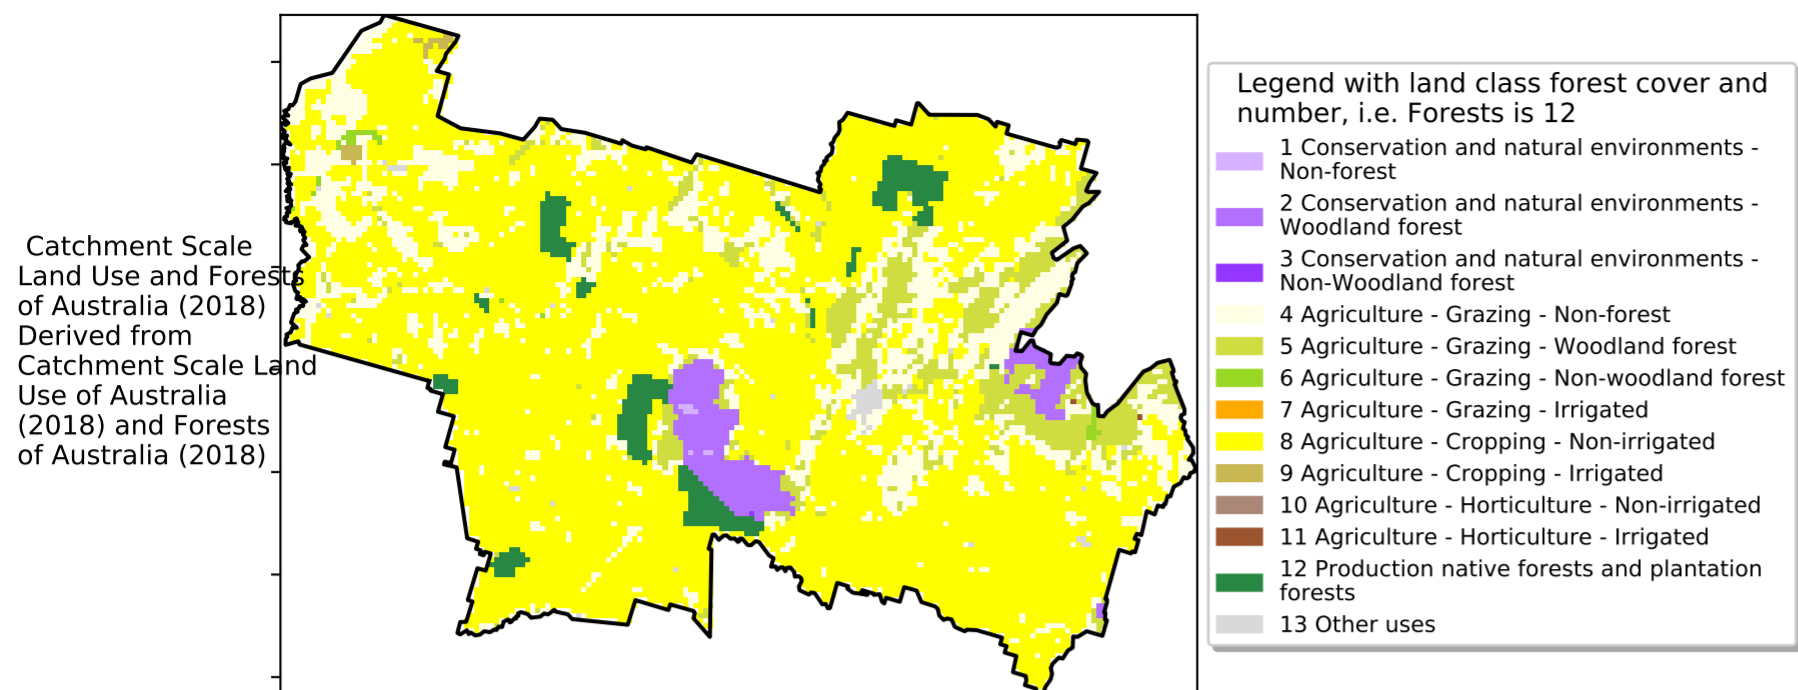 Catchment Scale
Land Use and Forests
of Australia (2018)
Derived from
Catchment Scale Land
Use of Australia
(2018) and Forests
of Australia (2018)
Legend with land class forest cover and
number, i.e. Forests is 12
1 Conservation and natural environments -
Non-forest
2 Conservation and natural environments -
Woodland forest
3 Conservation and natural environments -
Non-Woodland forest
4 Agriculture - Grazing - Non-forest
5 Agriculture - Grazing - Woodland forest
6 Agriculture - Grazing - Non-woodland forest
7 Agriculture - Grazing - Irrigated
8 Agriculture - Cropping - Non-irrigated
9 Agriculture - Cropping - Irrigated
10 Agriculture - Horticulture - Non-irrigated
11 Agriculture - Horticulture - Irrigated
12 Production native forests and plantation
forests
13 Other uses